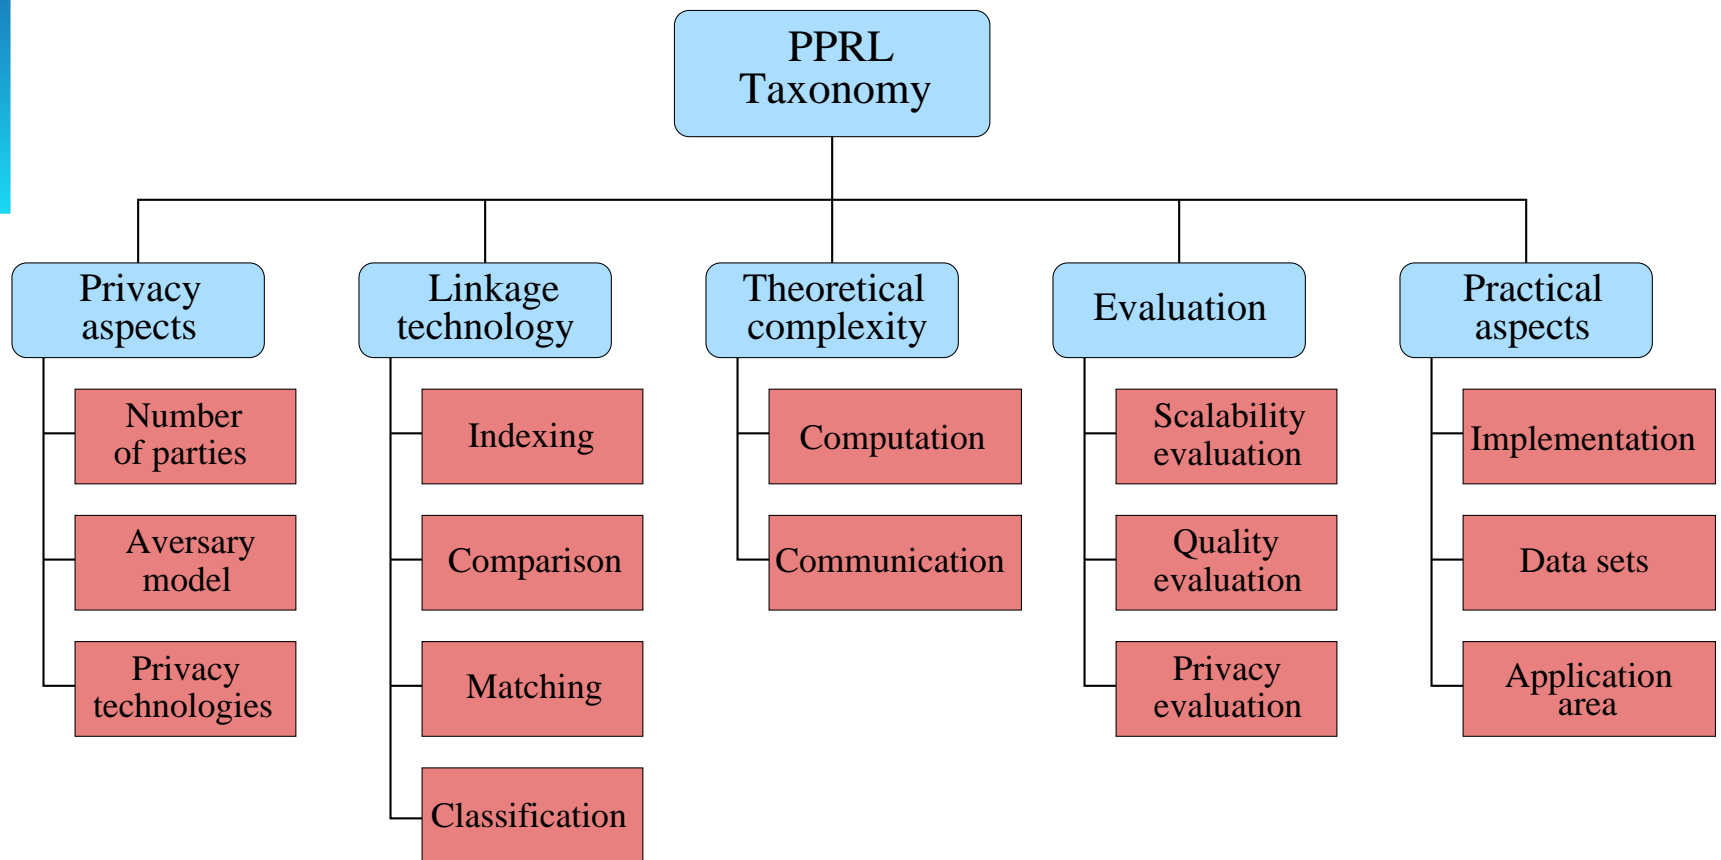 PPRL
Taxonomy
Privacy
aspects
Number
of parties
Aversary
model
Privacy
technologies
Linkage
technology
Indexing
Comparison
Matching
Classification
Theoretical
complexity
Computation
Communication
Evaluation
Scalability
evaluation
Quality
evaluation
Privacy
evaluation
Practical
aspects
Implementation
Data sets
Application
area